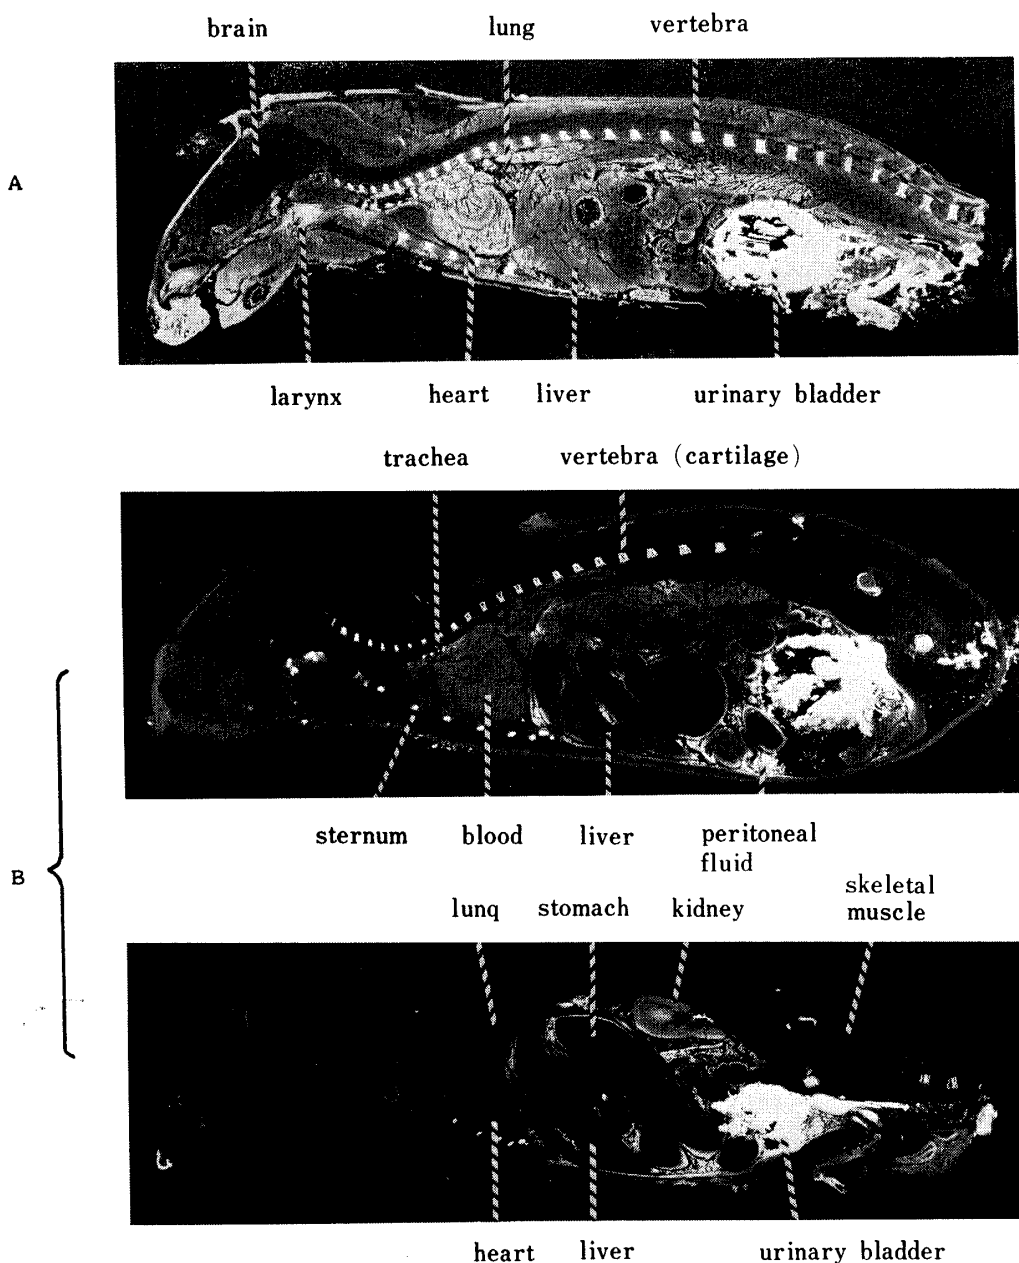 brain lung vertebra
A
larynx heart liver urinary bladder
trachea vertebra (cartilage)
sternum blood liver peritoneal
fluid
B
skeletal
lunq stomach kidney muscle
heart liver urinary bladder